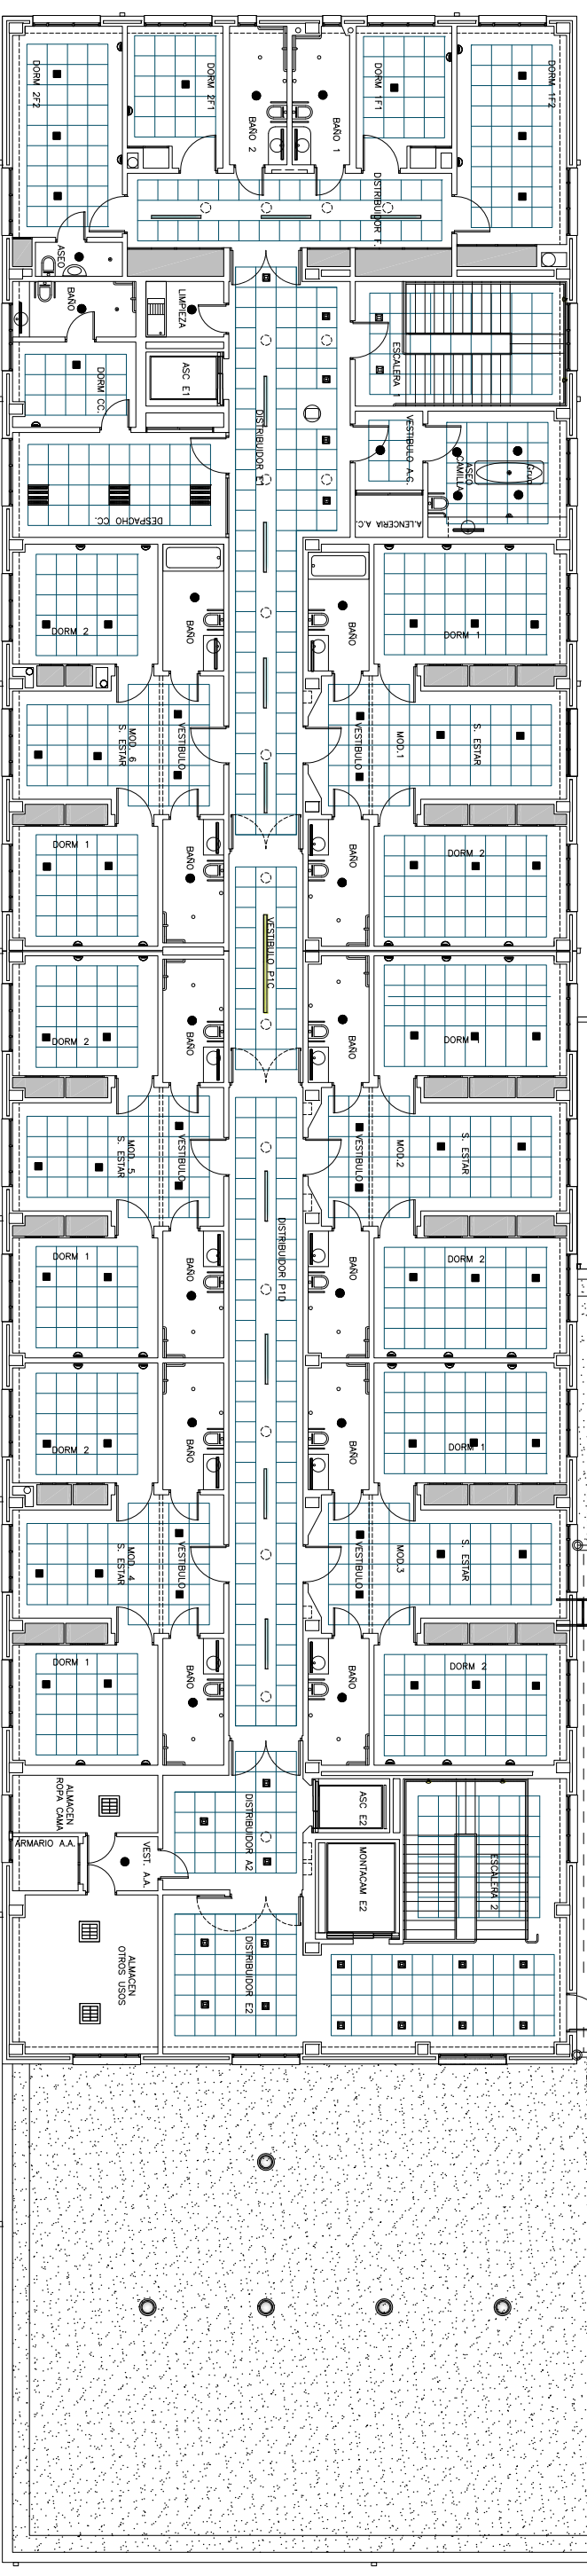 DORM 2F2
DORM 2F1
BAÑO 2
BAÑO 1
DORM 1F1
DORM 1F2
DISTRIBUIDOR F.
ASEO
BAÑO
LIMPIEZA
ESCALERA 1
ASC E1
DORM CC.
DISTRIBUIDOR E1
VESTIBULO A.C.
ASEO
CAMILLA
Grua
DESPACHO CC.
A.LENCERIA A.C.
DORM 2
BAÑO
BAÑO
DORM 1
MOD. 6
S. ESTAR
VESTIBULO
VESTIBULO
MOD.1
S. ESTAR
DORM 1
BAÑO
BAÑO
DORM 2
VESTIBULO P1C
DORM 2
BAÑO
BAÑO
DORM 1
MOD. 5
S. ESTAR
VESTIBULO
VESTIBULO
MOD.2
S. ESTAR
DISTRIBUIDOR P1D
DORM 1
BAÑO
BAÑO
DORM 2
DORM 2
BAÑO
BAÑO
DORM 1
MOD. 4
S. ESTAR
VESTIBULO
VESTIBULO
MOD.3
S. ESTAR
DORM 1
BAÑO
BAÑO
DORM 2
ALMACEN
ROPA CAMA
DISTRIBUIDOR A2
ASC E2
ARMARIO A.A.
VEST. A.A.
MONTACAM E2
ESCALERA 2
ALMACEN
OTROS USOS
DISTRIBUIDOR E2